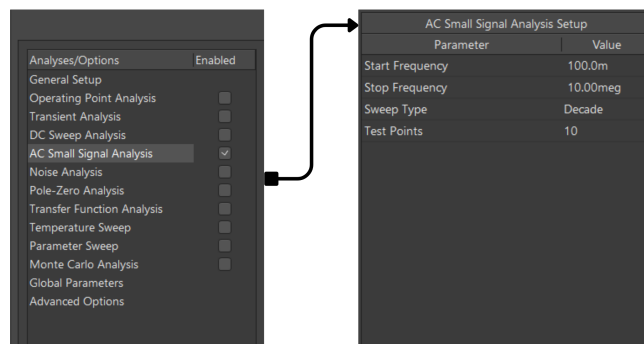 Analyses/Options Enabled
General Setup
Operating Point Analysis
Transient Analysis
DC Sweep Analysis
AC Small Signal Analysis
Noise Analysis
Pole-Zero Analysis
Transfer Function Analysis
Temperature Sweep
Parameter Sweep
Monte Carlo Analysis
Global Parameters
Advanced Options
AC Small Signal Analysis Setup
Parameter Value
Start Frequency 100.0m
Stop Frequency 10.00meg
Sweep Type Decade
Test Points 10